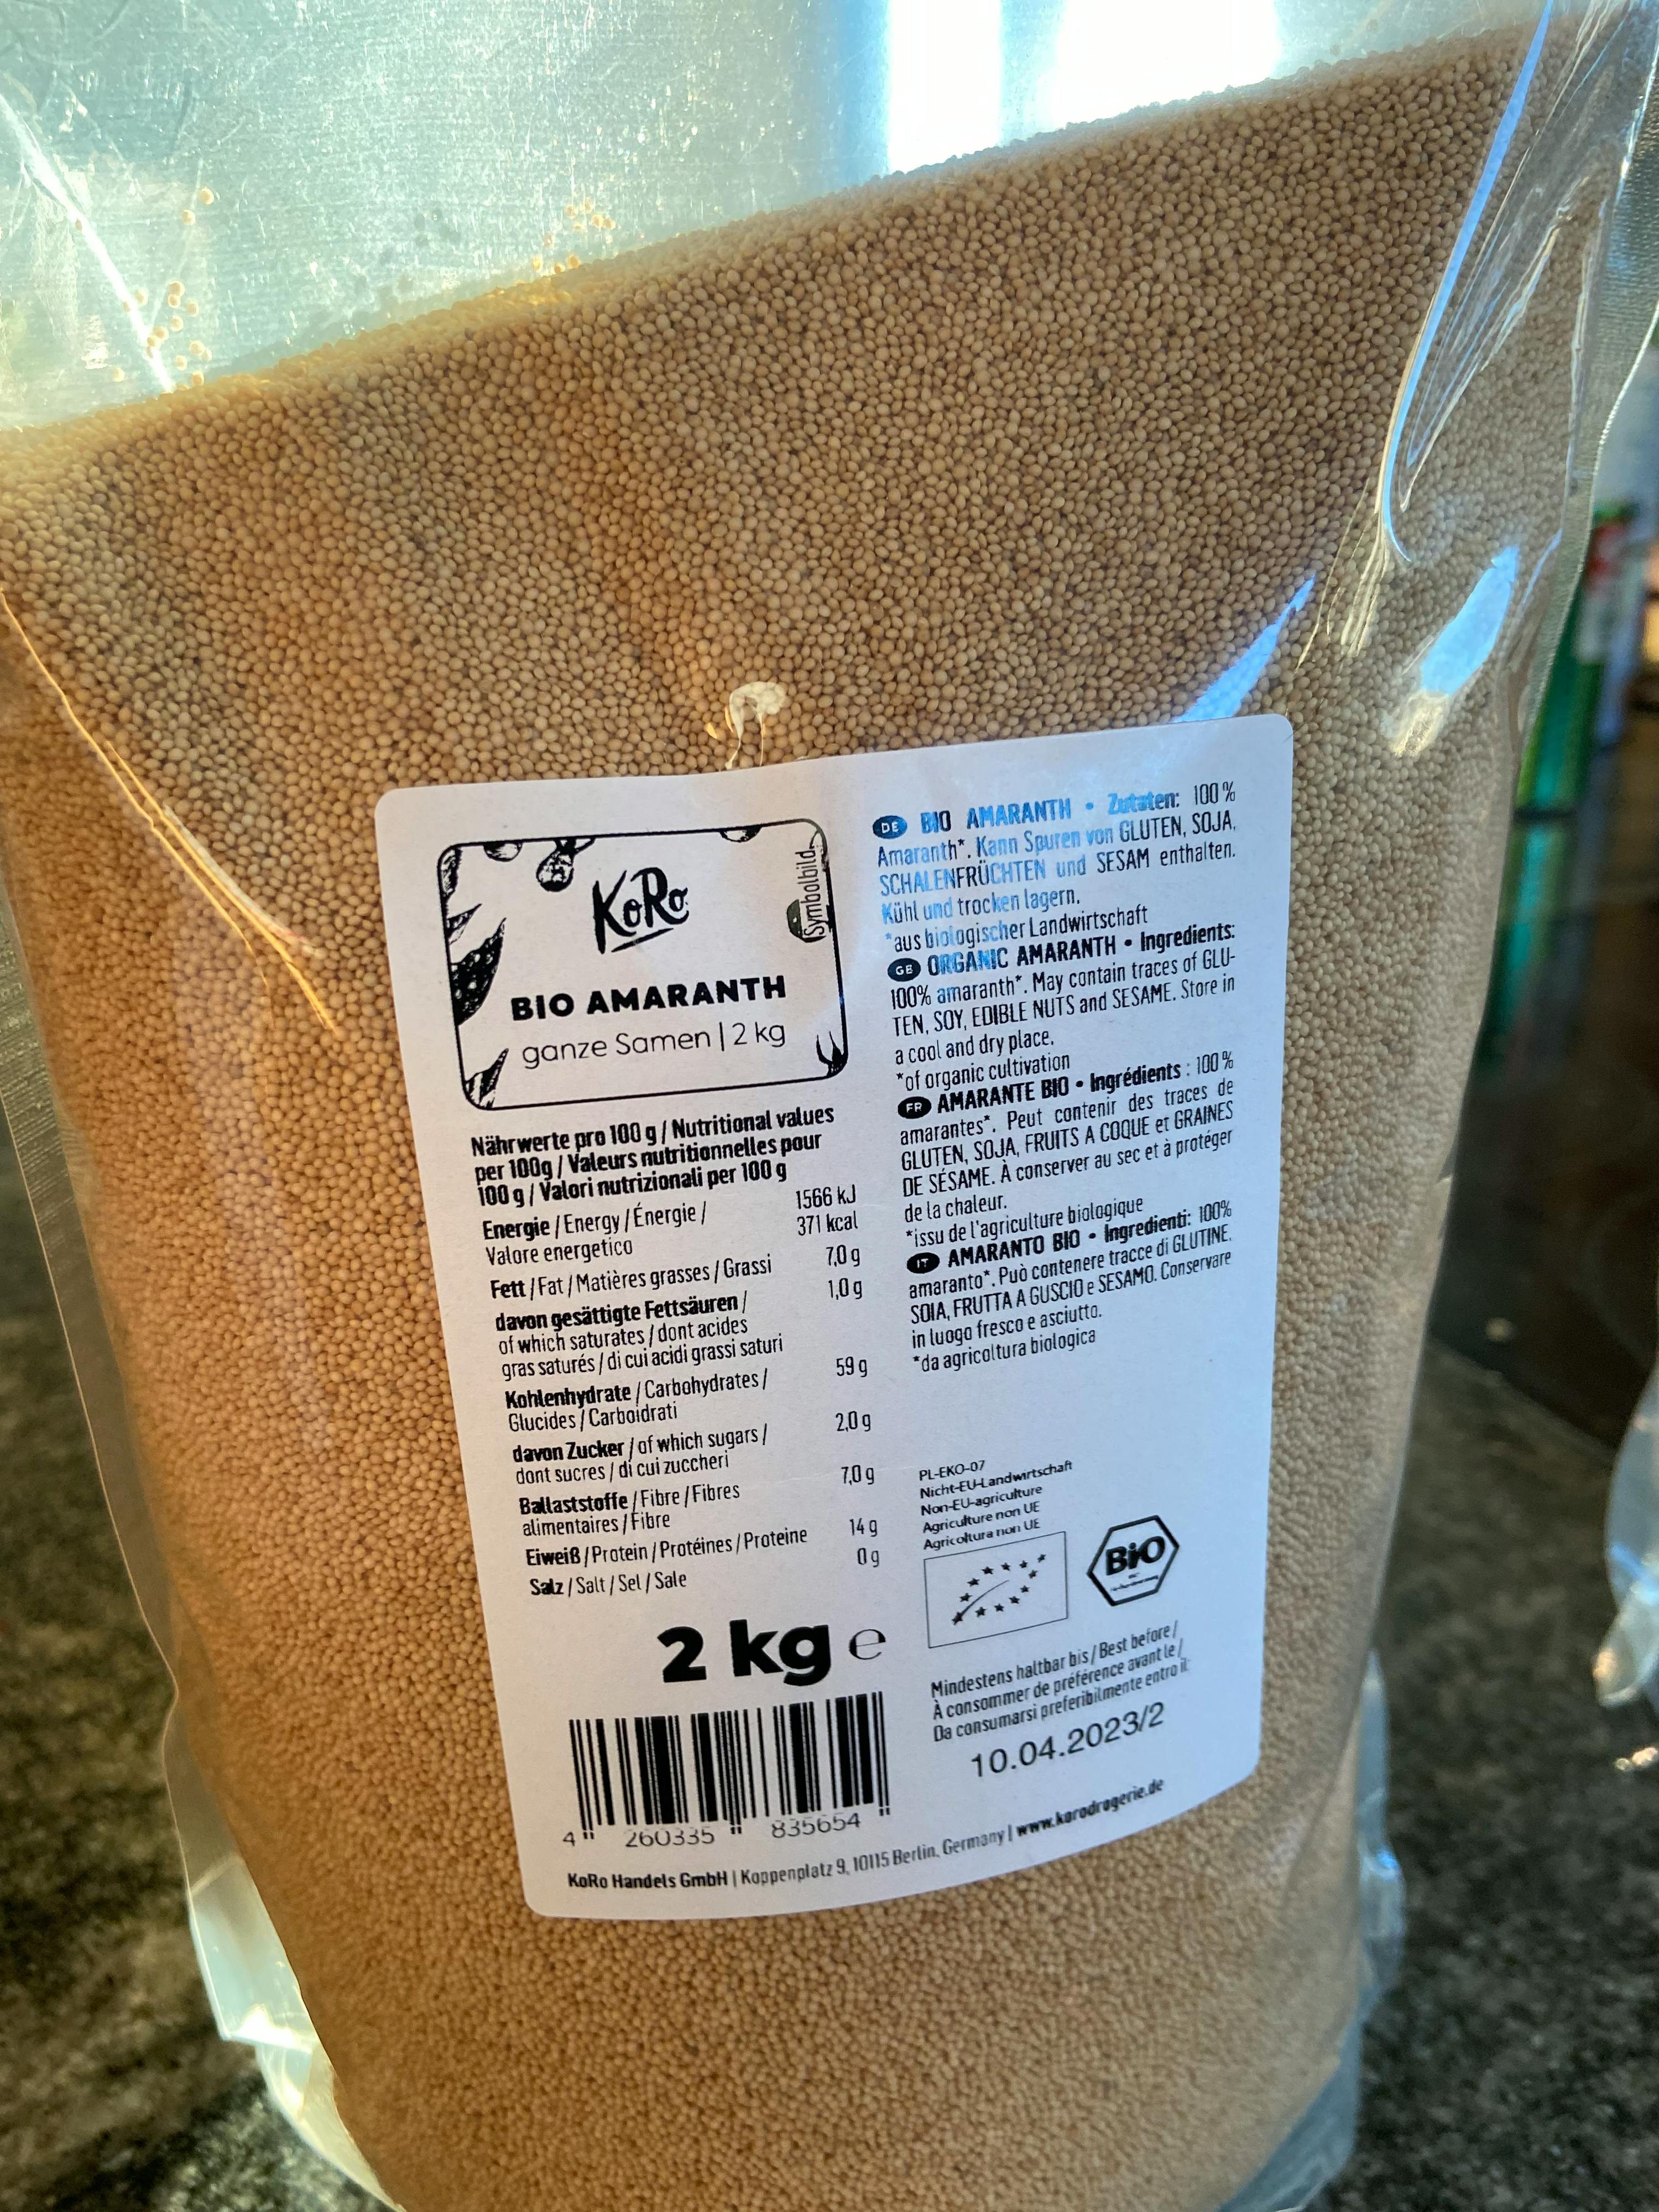 KoRo
Symbolbild
BIO AMARANTH
ganze Samen | 2 kg
Nährwerte pro 100 g / Nutritional values
per 100g / Valeurs nutritionnelles pour
100 g / Valori nutrizionali per 100 g
Energie / Energy / Énergie / 1566 kJ
Valore energetico 371 kcal
Fett / Fat / Matières grasses / Grassi 7,0 g
davon gesättigte Fettsäuren / 1,0 g
of which saturates / dont acides
gras saturés / di cui acidi grassi saturi
Kohlenhydrate / Carbohydrates / 59 g
Glucides / Carboidrati
davon Zucker / of which sugars / 2,0 g
dont sucres / di cui zuccheri
Ballaststoffe / Fibre / Fibres 7,0 g
alimentaires / Fibre
Eiweiß / Protein / Protéines / Proteine 14 g
Salz / Salt / Sel / Sale 0 g
2 kg e
4 260335 835654
DE BIO AMARANTH • Zutaten: 100 %
Amaranth*. Kann Spuren von GLUTEN, SOJA,
SCHALENFRÜCHTEN und SESAM enthalten.
Kühl und trocken lagern.
*aus biologischer Landwirtschaft
GB ORGANIC AMARANTH • Ingredients:
100% amaranth*. May contain traces of GLU-
TEN, SOY, EDIBLE NUTS and SESAME. Store in
a cool and dry place.
*of organic cultivation
FR AMARANTE BIO • Ingrédients : 100 %
amarantes*. Peut contenir des traces de
GLUTEN, SOJA, FRUITS A COQUE et GRAINES
DE SÉSAME. À conserver au sec et à protéger
de la chaleur.
*issu de l'agriculture biologique
IT AMARANTO BIO • Ingredienti: 100%
amaranto*. Può contenere tracce di GLUTINE,
SOIA, FRUTTA A GUSCIO e SESAMO. Conservare
in luogo fresco e asciutto.
*da agricoltura biologica
PL-EKO-07
Nicht-EU-Landwirtschaft
Non-EU-agriculture
Agriculture non UE
Agricoltura non UE
BiO
Mindestens haltbar bis / Best before /
À consommer de préférence avant le /
Da consumarsi preferibilmente entro il:
10.04.2023/2
KoRo Handels GmbH | Koppenplatz 9, 10115 Berlin, Germany | www.korodrogerie.de